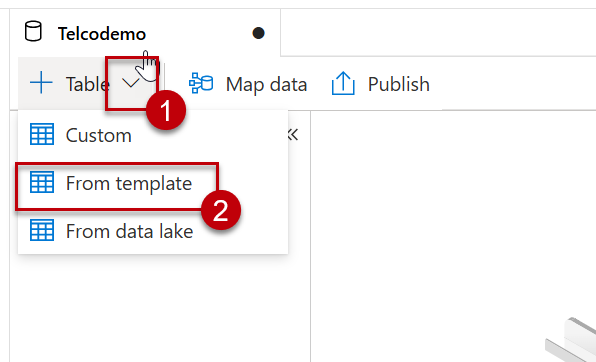 Telcodemo
Table
1
Map data
Publish
Custom
From template
2
From data lake